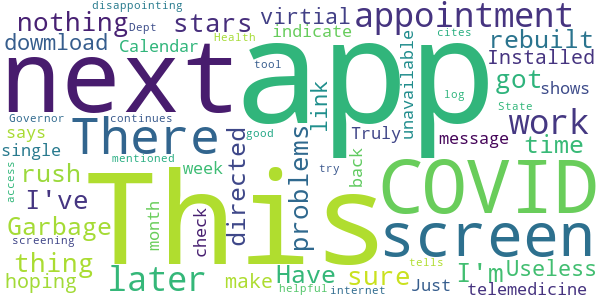 disappointing
nothing stars virtial appointment
dowmload Calendar Health indicate cites rebuilt
next app unavailable Installed
tool link got shows
Governor Dept continues log State
There Truly message work
says problems time
single mentioned good
access rush week directed back try COVID
I've This screen
Garbage month check
screening
thing tells
hoping later make Have sure I'm Useless
helpful internet Just telemedicine